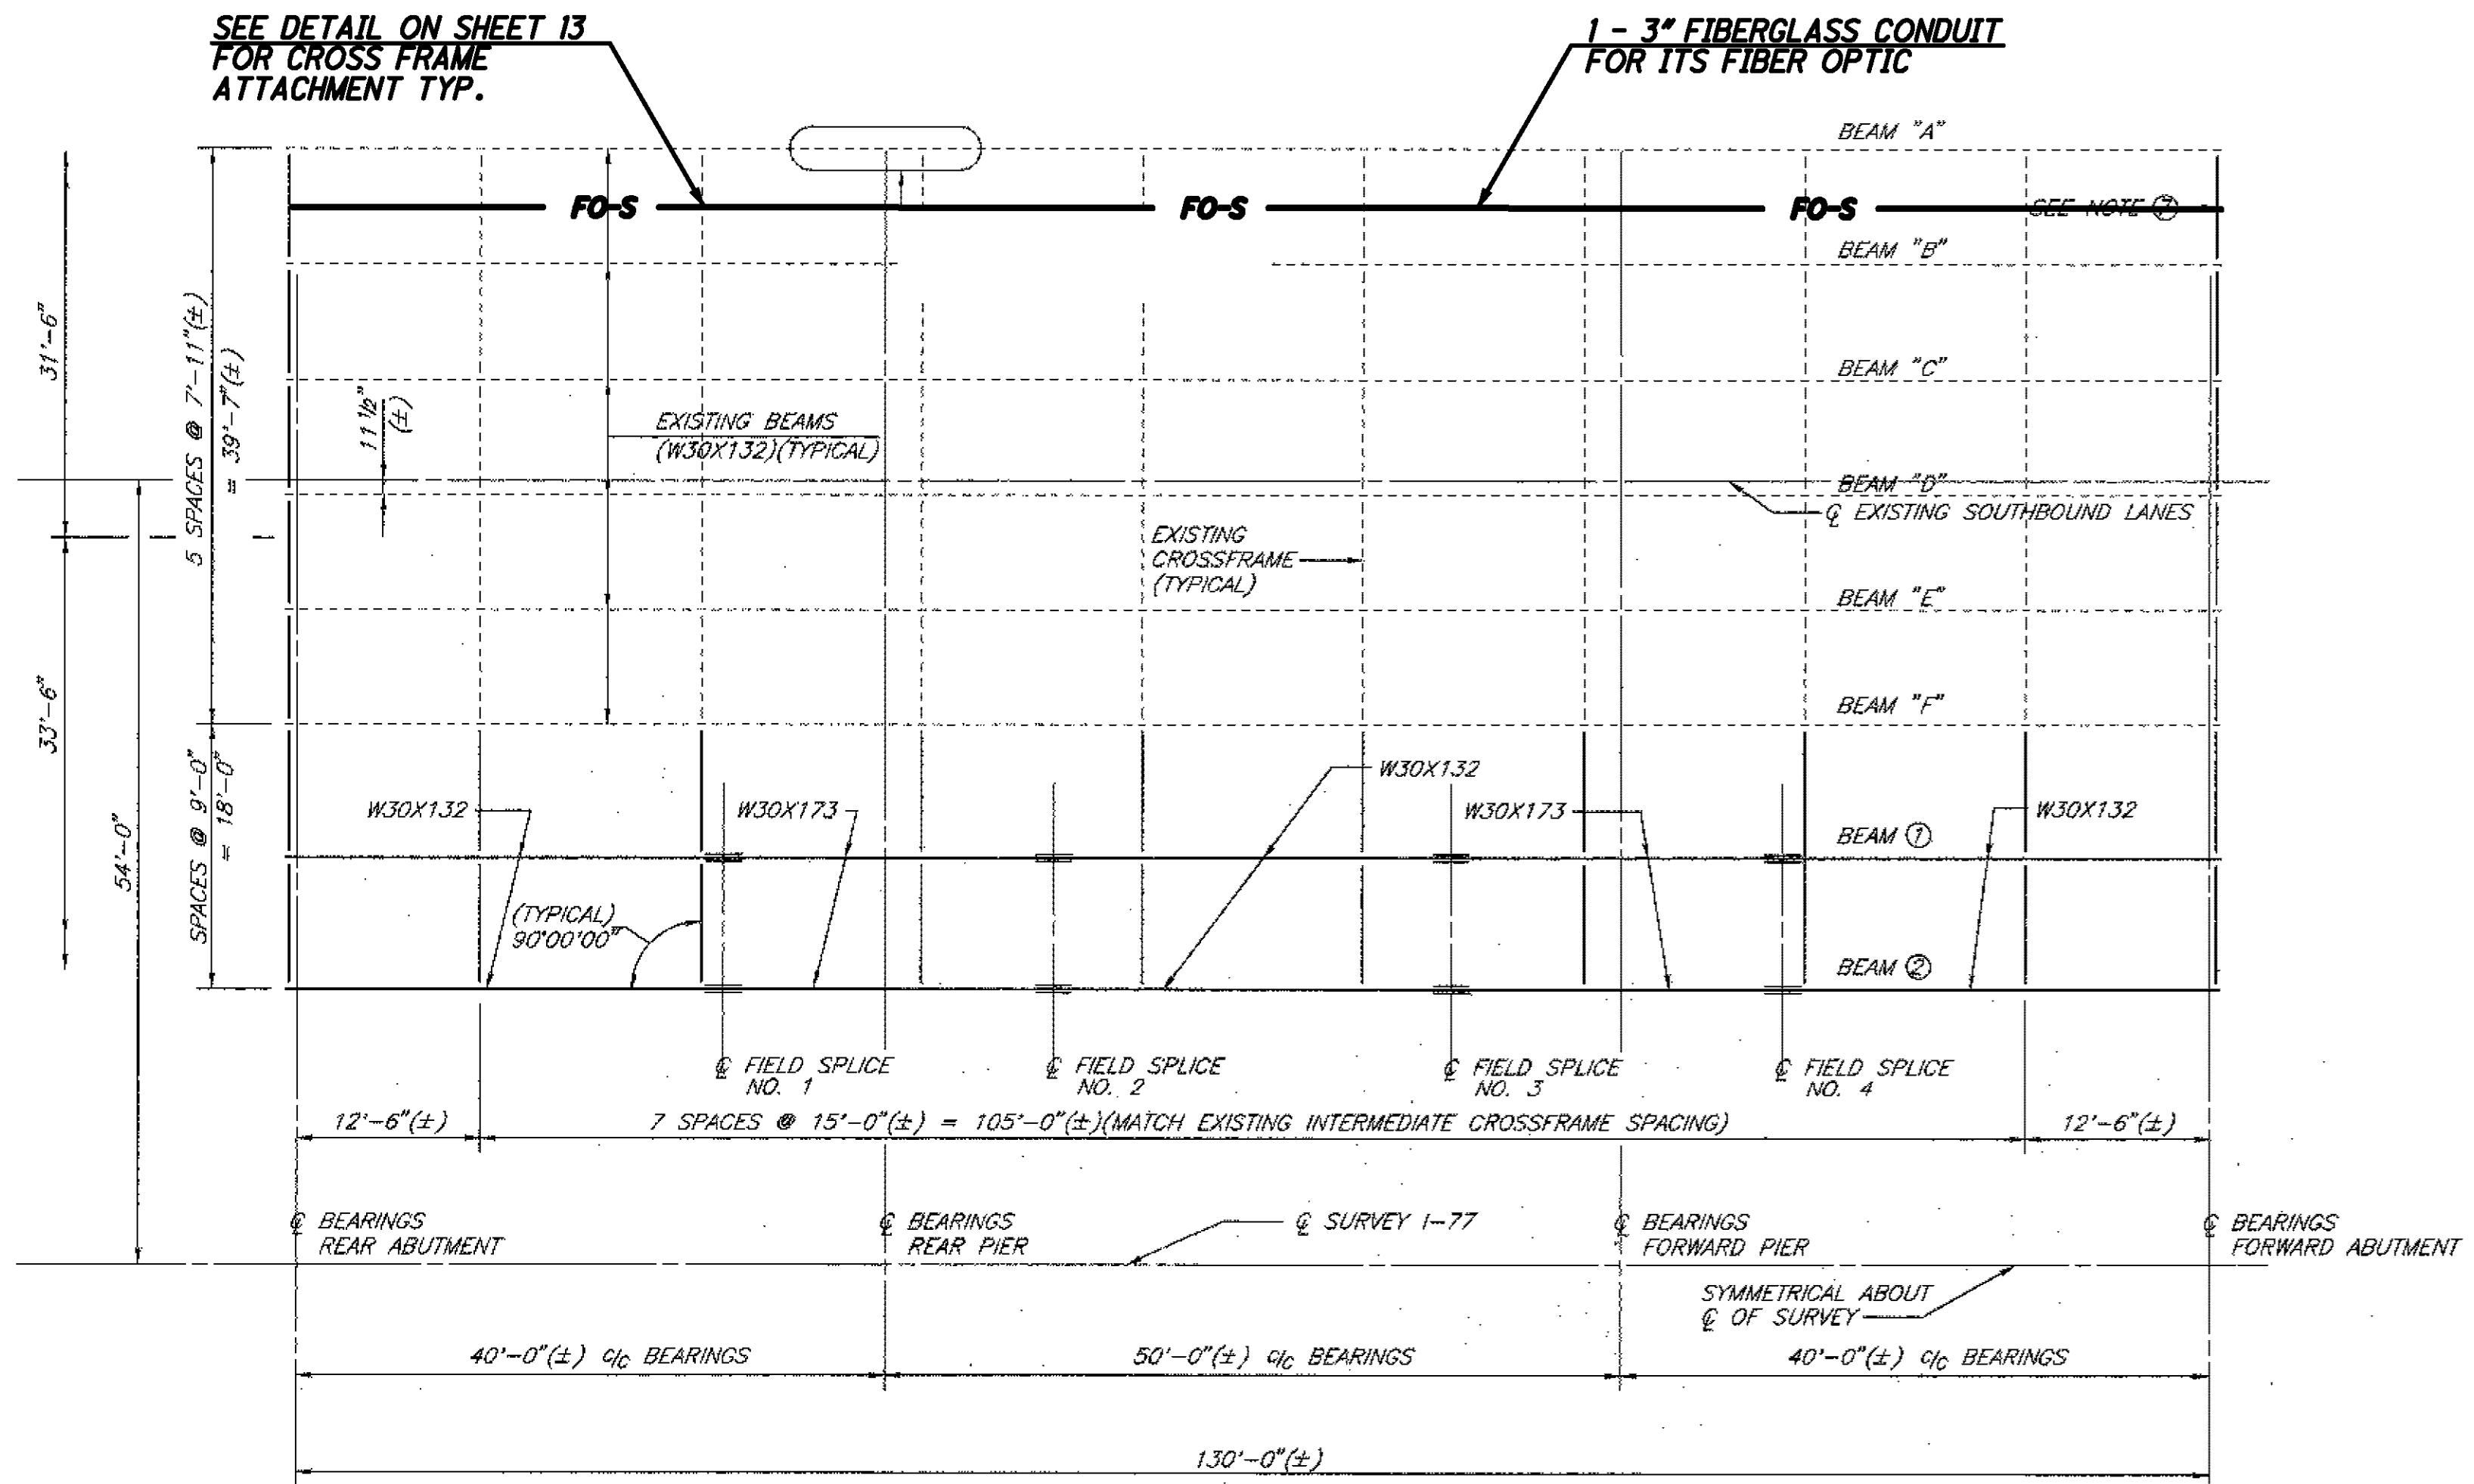 SEE DETAIL ON SHEET 13
FOR CROSS FRAME
ATTACHMENT TYP.
1 - 3" FIBERGLASS CONDUIT
FOR ITS FIBER OPTIC
BEAM "A"
FO-S
FO-S
FO-S
SEE NOTE 7
BEAM "B"
31'-6"
5 SPACES @ 7'-11"(±)
= 39'-7"(±)
BEAM "C"
11 1/2"
(±)
EXISTING BEAMS
(W30X132)(TYPICAL)
BEAM "D"
℄ EXISTING SOUTHBOUND LANES
EXISTING
CROSSFRAME
(TYPICAL)
BEAM "E"
33'-6"
BEAM "F"
54'-0"
SPACES @ 9'-0"
= 18'-0"
W30X132
W30X173
W30X132
W30X173
W30X132
BEAM ①
(TYPICAL)
90°00'00"
BEAM ②
℄ FIELD SPLICE
NO. 1
℄ FIELD SPLICE
NO. 2
℄ FIELD SPLICE
NO. 3
℄ FIELD SPLICE
NO. 4
12'-6"(±)
7 SPACES @ 15'-0"(±) = 105'-0"(±)(MATCH EXISTING INTERMEDIATE CROSSFRAME SPACING)
12'-6"(±)
℄ BEARINGS
REAR ABUTMENT
℄ BEARINGS
REAR PIER
℄ SURVEY I-77
℄ BEARINGS
FORWARD PIER
℄ BEARINGS
FORWARD ABUTMENT
SYMMETRICAL ABOUT
℄ OF SURVEY
40'-0"(±) c/c BEARINGS
50'-0"(±) c/c BEARINGS
40'-0"(±) c/c BEARINGS
130'-0"(±)